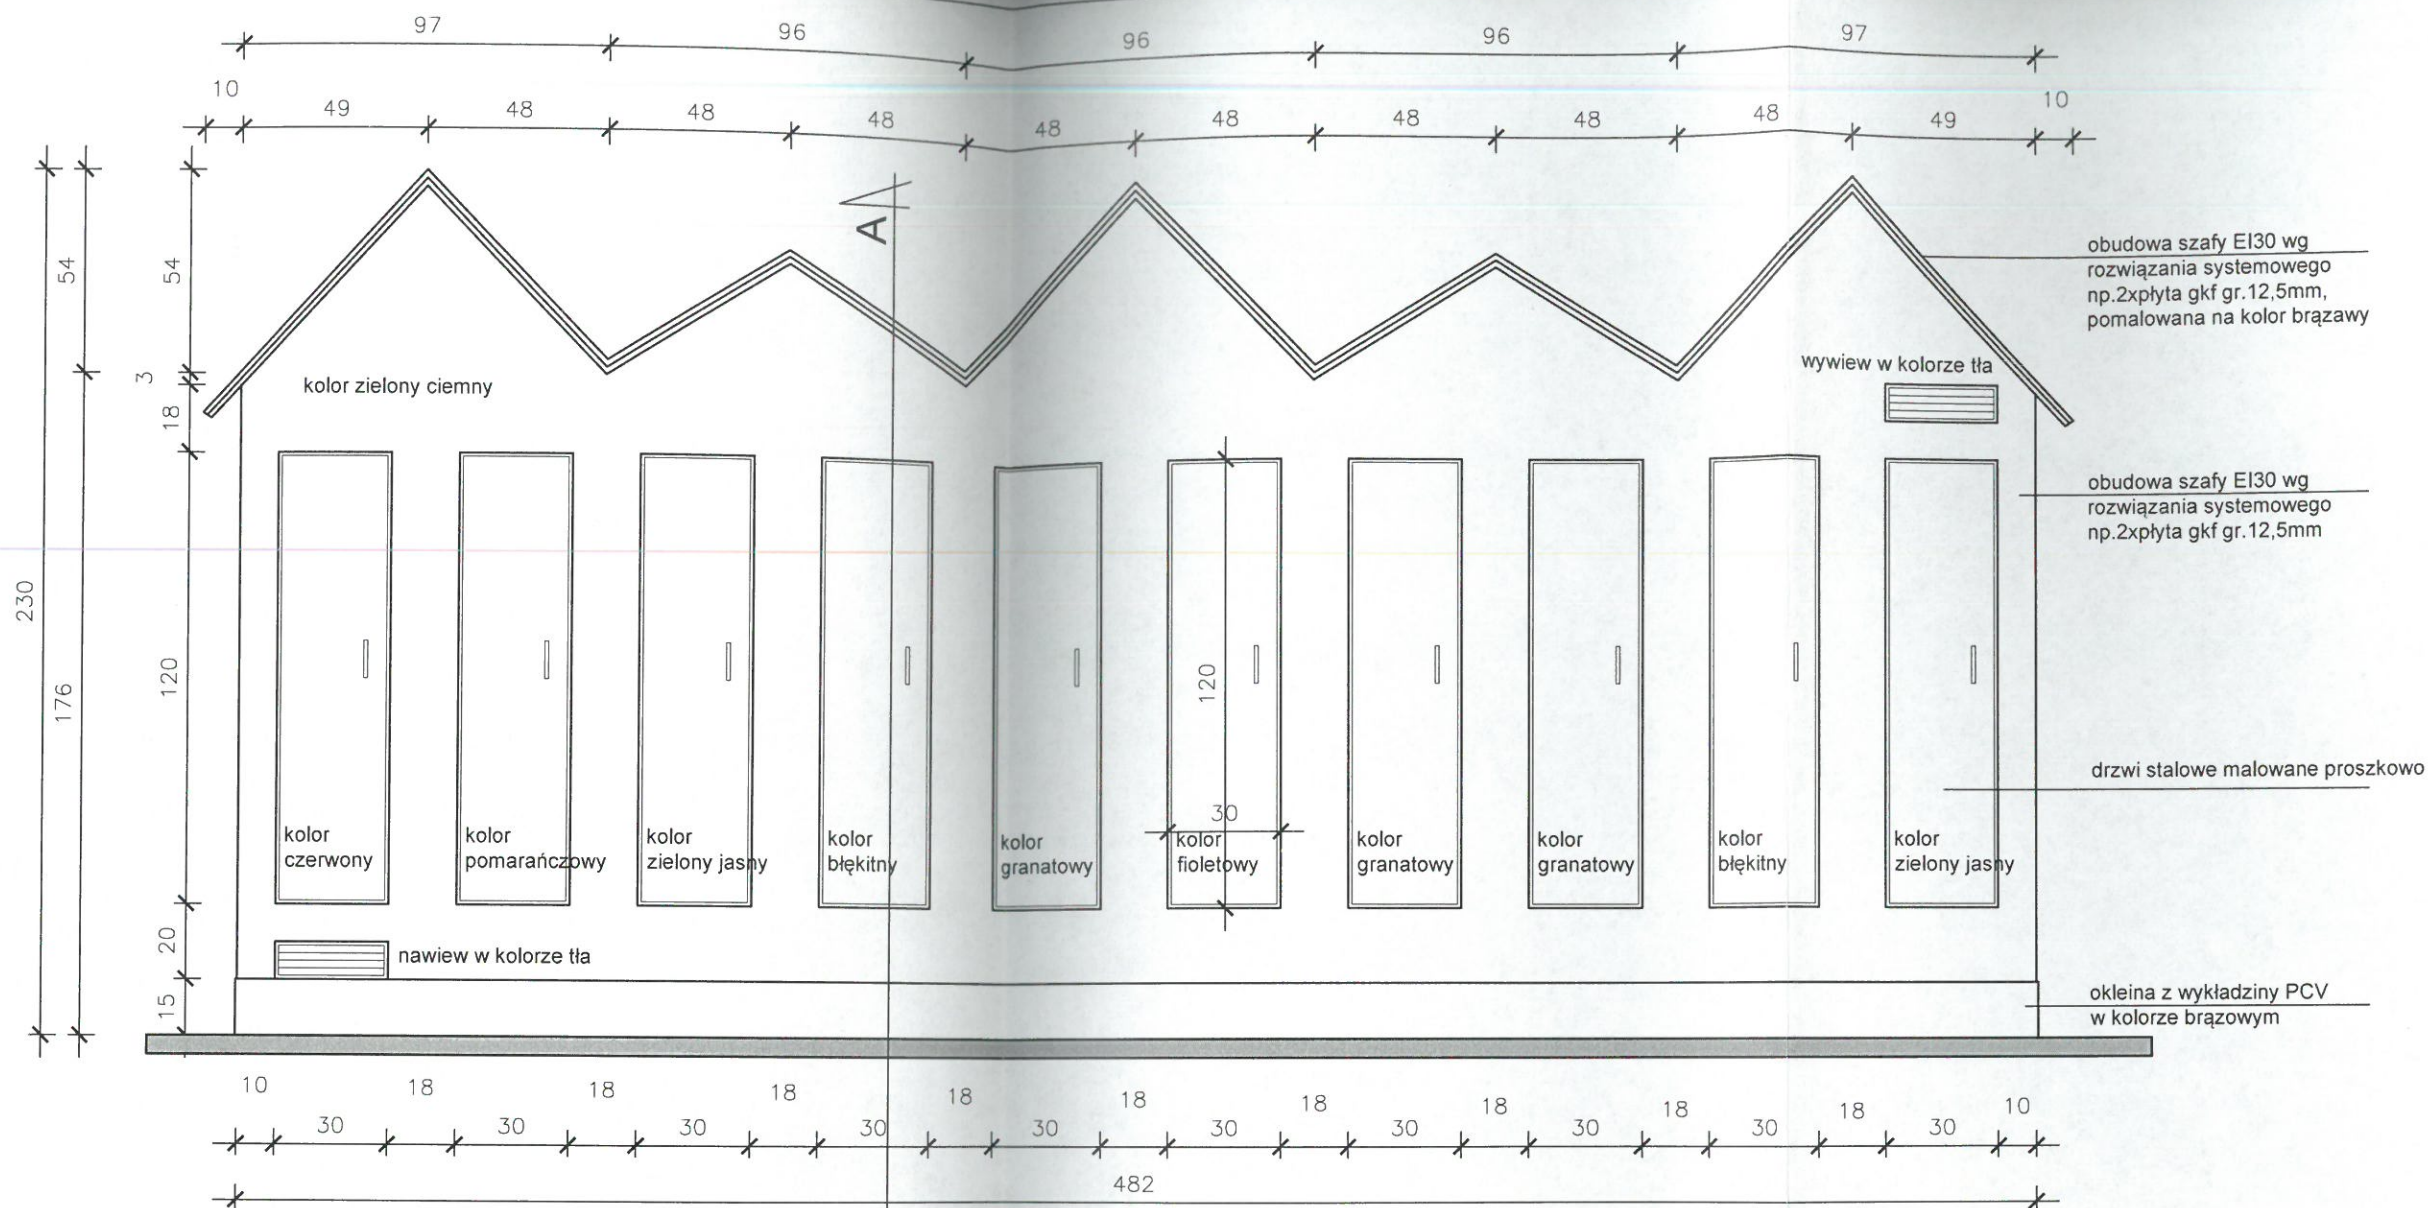 97 96 96 96 97
10 49 48 48 48 48 48 48 48 48 49 10
A
54
54
3
18
230
176
120
20
15
obudowa szafy EI30 wg
rozwiązania systemowego
np.2xpłyta gkf gr.12,5mm,
pomalowana na kolor brązawy
wywiew w kolorze tła
kolor zielony ciemny
obudowa szafy EI30 wg
rozwiązania systemowego
np.2xpłyta gkf gr.12,5mm
120
30
drzwi stalowe malowane proszkowo
kolor
czerwony
kolor
pomarańczowy
kolor
zielony jasny
kolor
błękitny
kolor
granatowy
kolor
fioletowy
kolor
granatowy
kolor
granatowy
kolor
błękitny
kolor
zielony jasny
nawiew w kolorze tła
okleina z wykładziny PCV
w kolorze brązowym
10 18 18 18 18 18 18 18 18 18 10
30 30 30 30 30 30 30 30 30 30
482